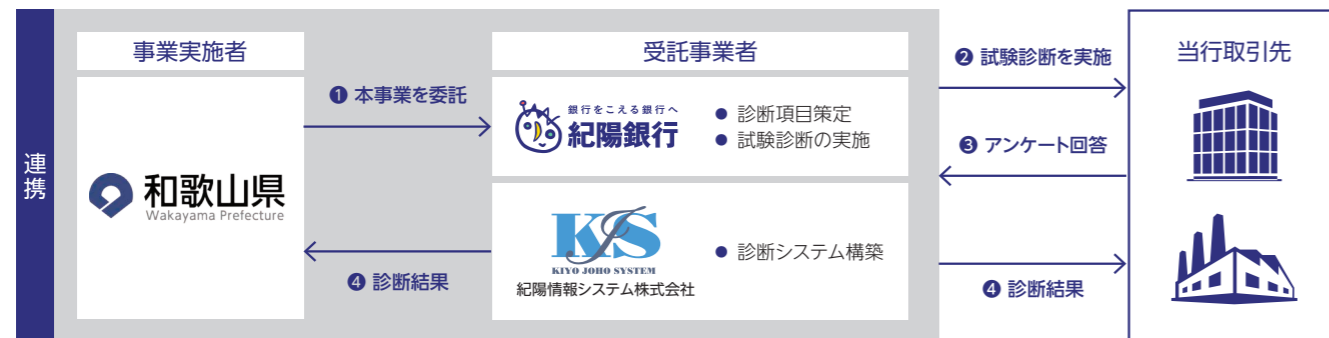 連携
事業実施者
和歌山県
Wakayama Prefecture
❶ 本事業を委託
受託事業者
銀行をこえる銀行へ
紀陽銀行
● 診断項目策定
● 試験診断の実施
KJS
KIYO JOHO SYSTEM
紀陽情報システム株式会社
● 診断システム構築
❹ 診断結果
❷ 試験診断を実施
❸ アンケート回答
❹ 診断結果
当行取引先